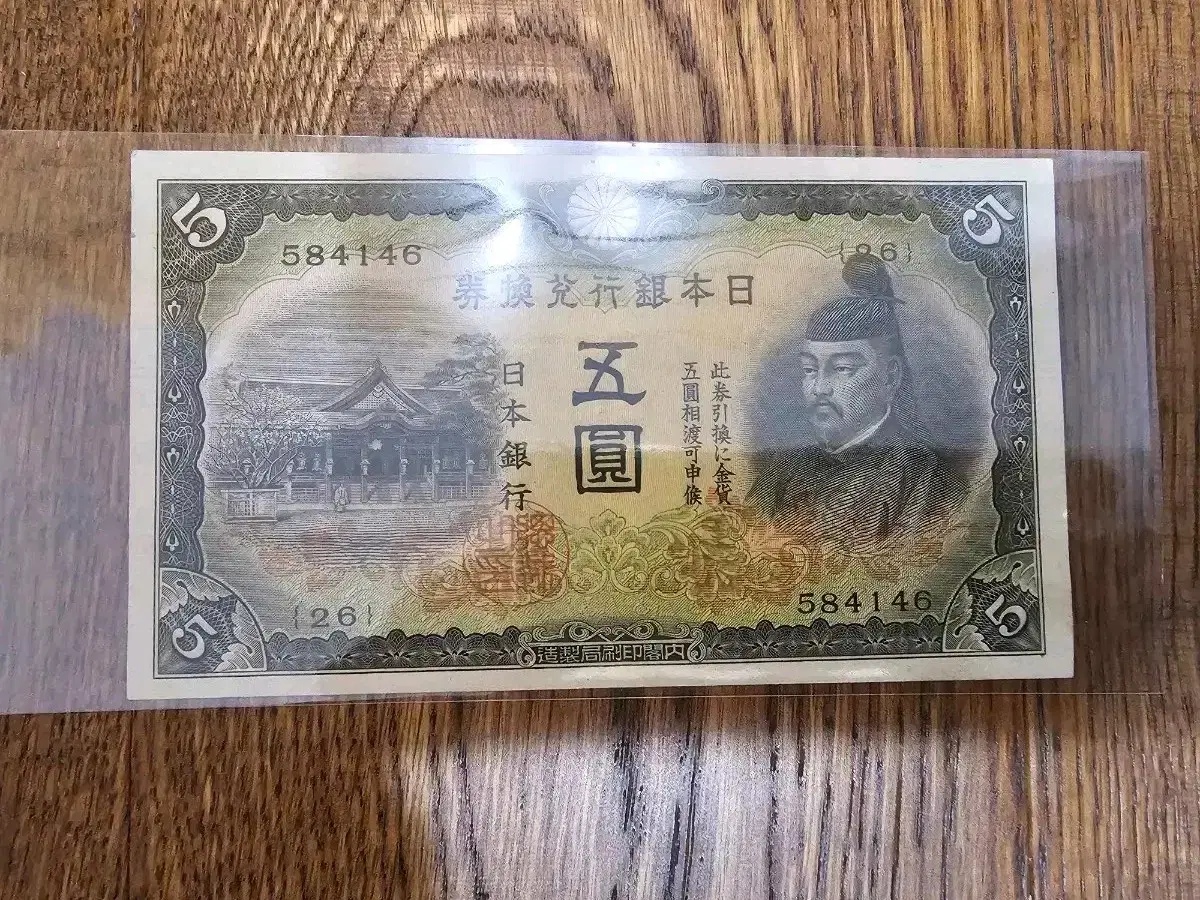 5
5
584146
{26}
日本銀行兌換券
五圓
此券引換に金貨
五圓相渡可申候
日本銀行
{26}
584146
5
5
内閣印刷局製造